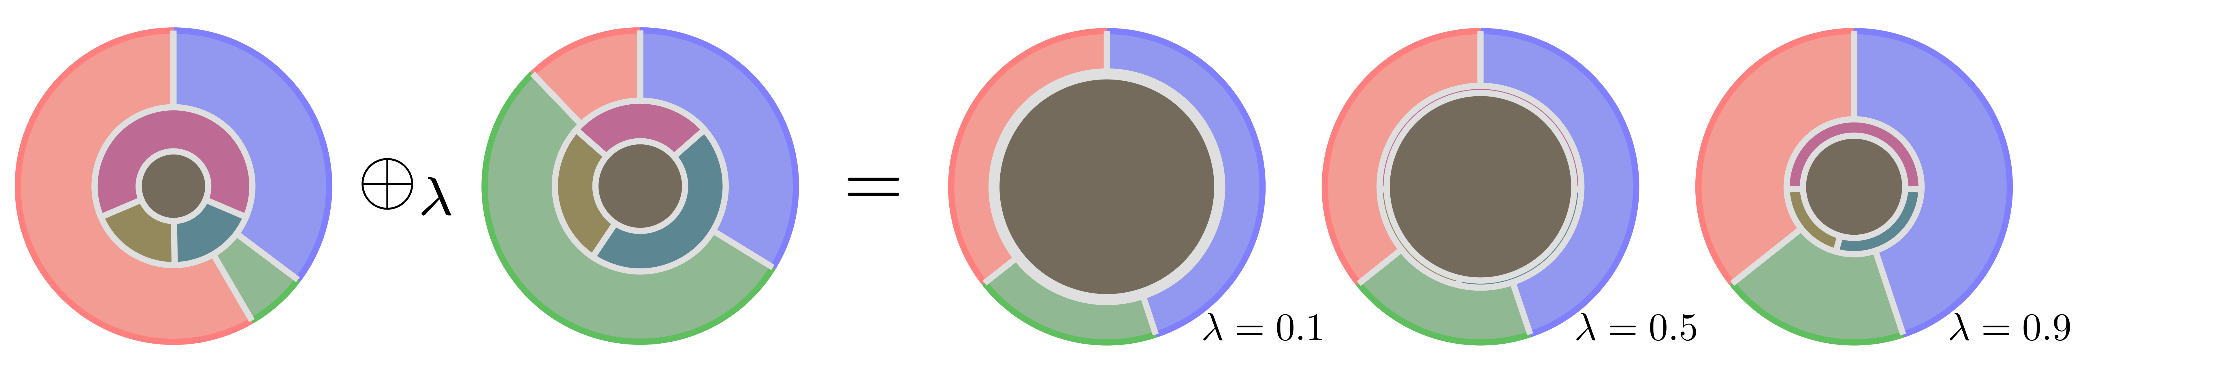 ⊕λ =
λ = 0.1
λ = 0.5
λ = 0.9